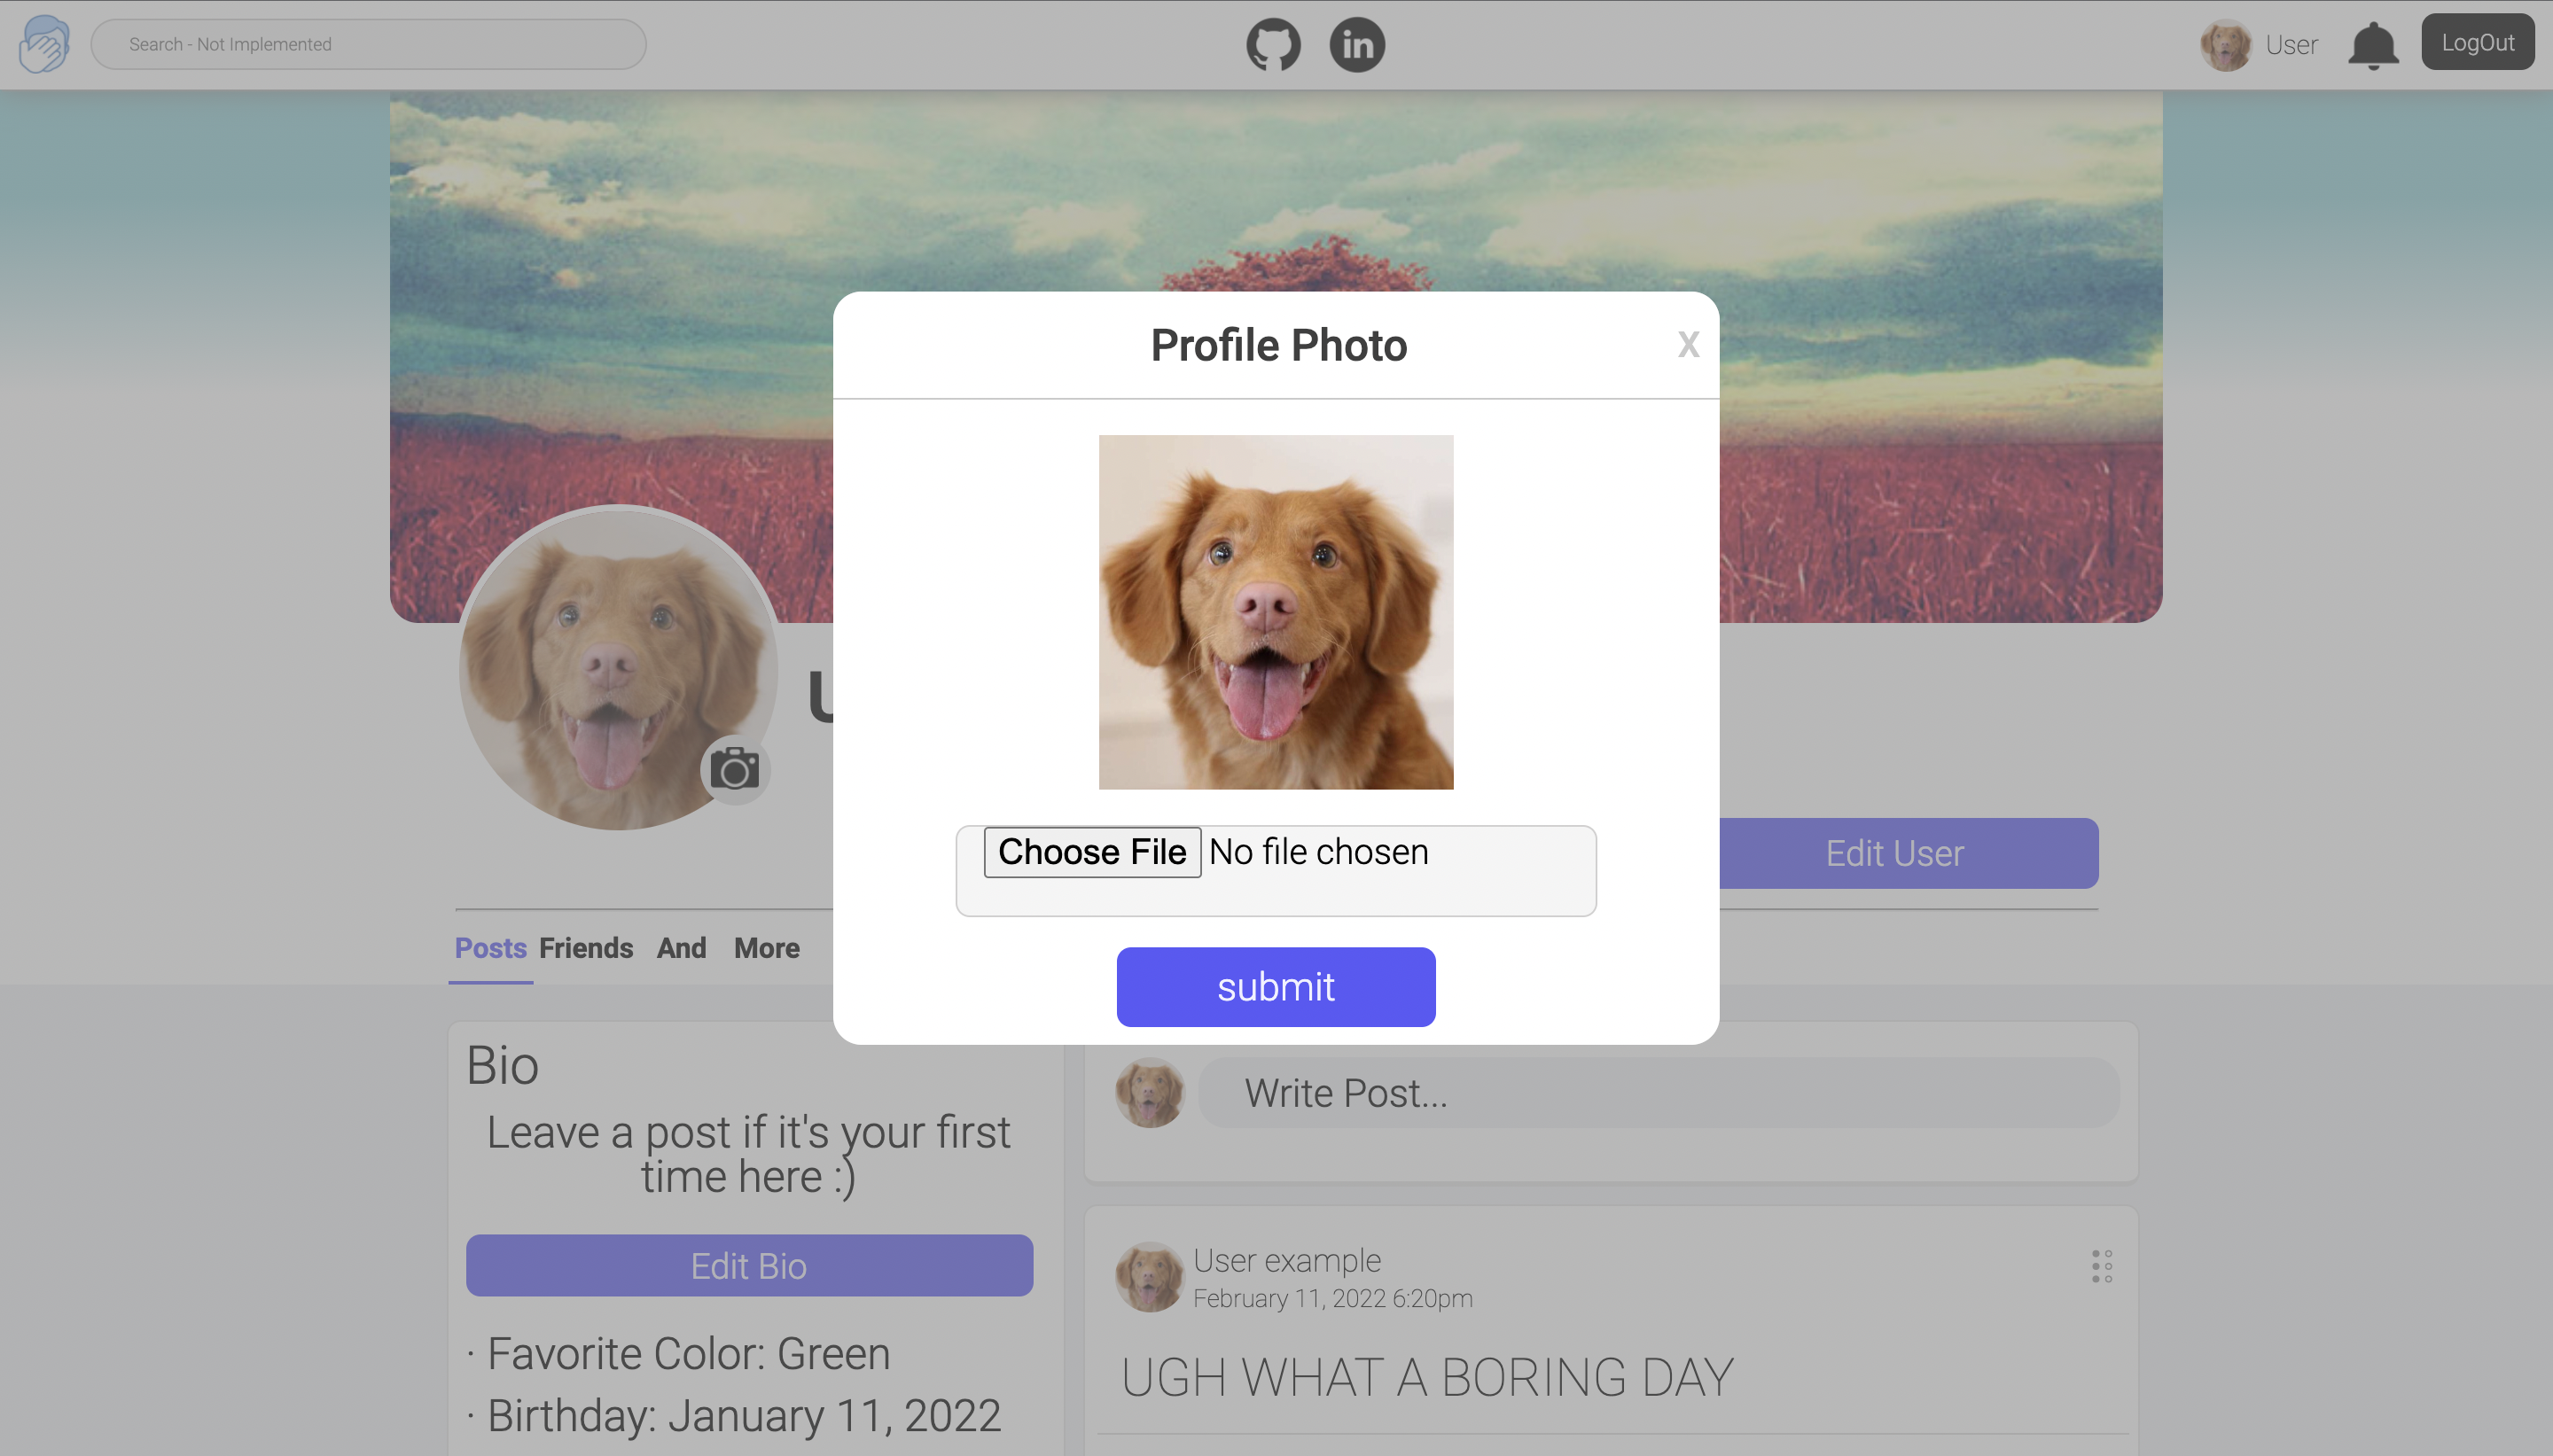 Search - Not Implemented
in
User
LogOut
Profile Photo
X
Choose File No file chosen
submit
Edit User
Posts Friends And More
Bio
Leave a post if it's your first
time here :)
Edit Bio
· Favorite Color: Green
· Birthday: January 11, 2022
Write Post...
User example
February 11, 2022 6:20pm
UGH WHAT A BORING DAY